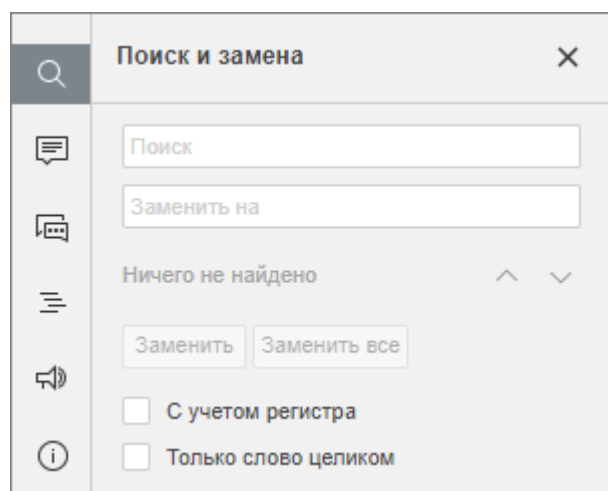 Поиск и замена
Поиск
Заменить на
Ничего не найдено
Заменить Заменить все
С учетом регистра
Только слово целиком